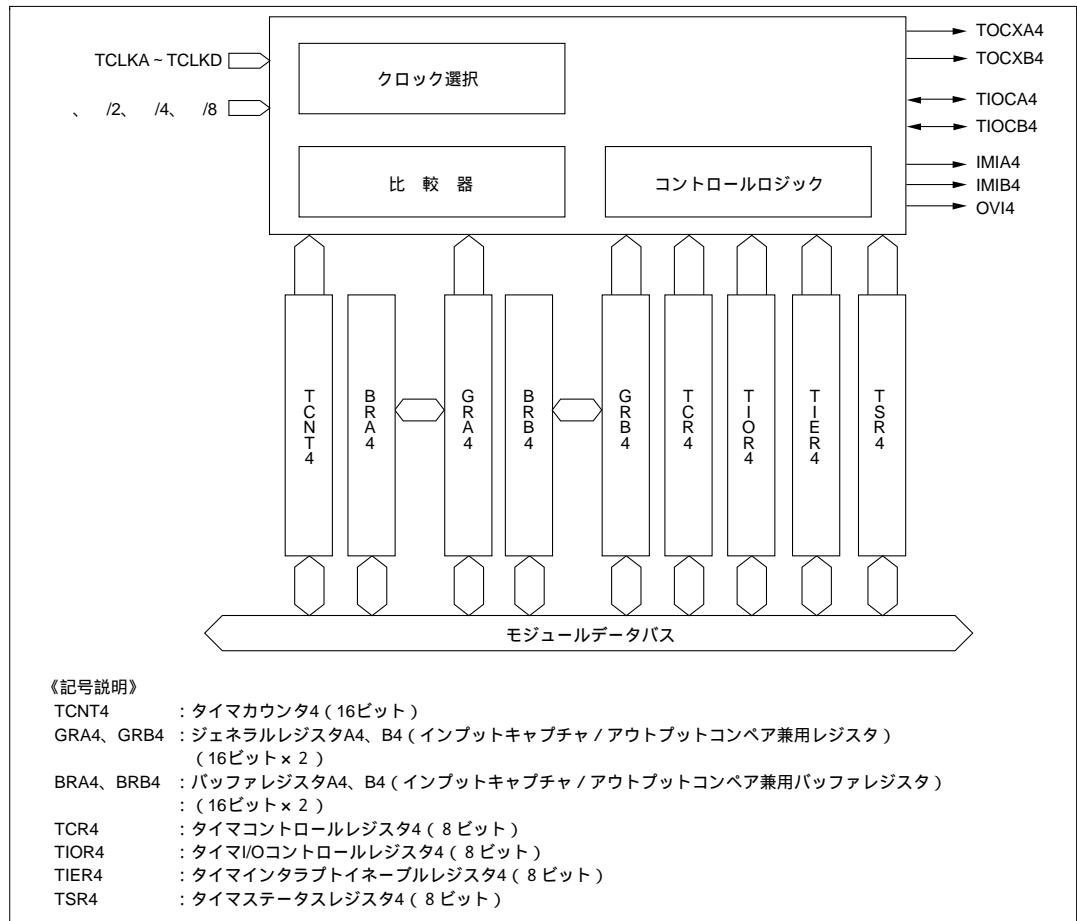 TCLKA ~ TCLKD
、 /2、 /4、 /8
クロック選択
比 較 器
コントロールロジック
TOCXA4
TOCXB4
TIOCA4
TIOCB4
IMIA4
IMIB4
OVI4
TCNT4
BRA4
GRA4
BRB4
GRB4
TCR4
TIOR4
TIER4
TSR4
モジュールデータバス
《記号説明》
TCNT4 : タイマカウンタ4 ( 16ビット )
GRA4、GRB4 : ジェネラルレジスタA4、B4 ( インプットキャプチャ / アウトプットコンペア兼用レジスタ )
( 16ビット × 2 )
BRA4、BRB4 : バッファレジスタA4、B4 ( インプットキャプチャ / アウトプットコンペア兼用バッファレジスタ )
: ( 16ビット × 2 )
TCR4 : タイマコントロールレジスタ4 ( 8 ビット )
TIOR4 : タイマI/Oコントロールレジスタ4 ( 8 ビット )
TIER4 : タイマインタラプトイネーブルレジスタ4 ( 8 ビット )
TSR4 : タイマステータスレジスタ4 ( 8 ビット )